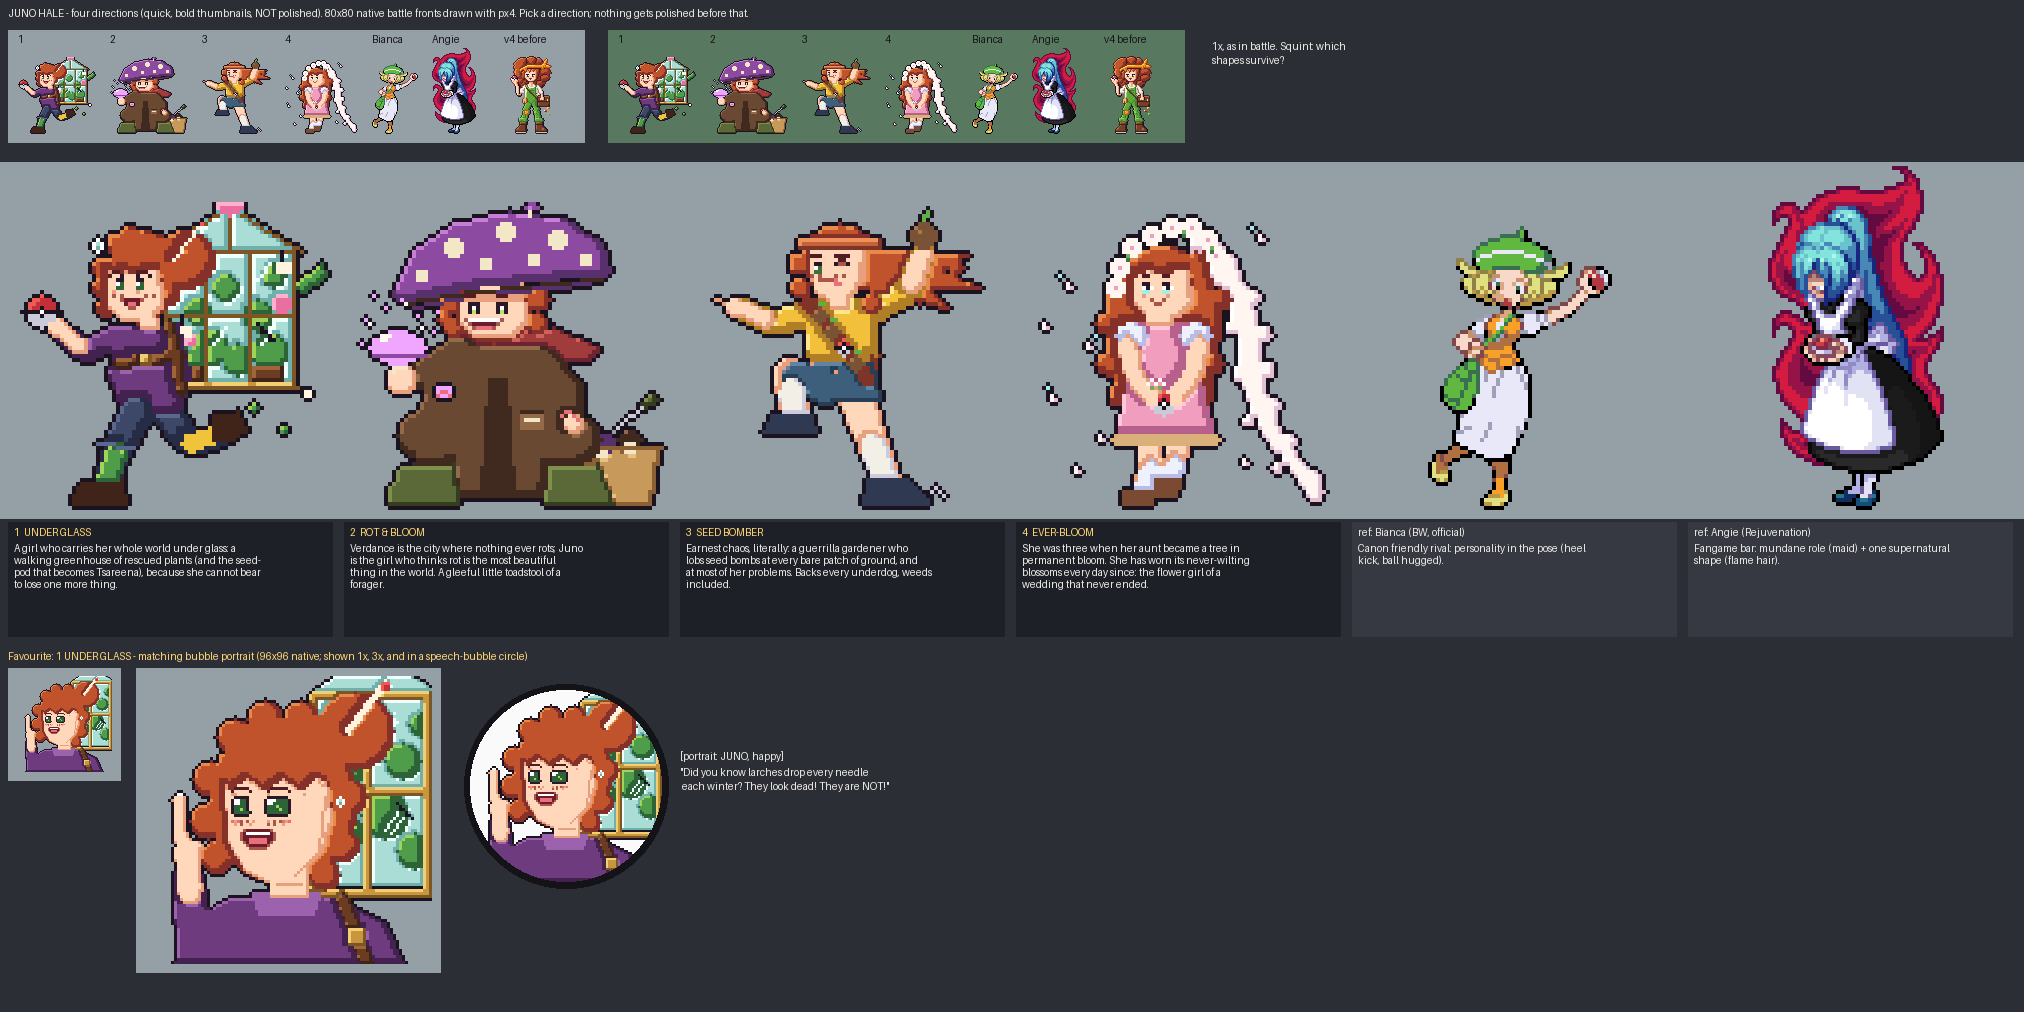 JUNO HALE - four directions (quick, bold thumbnails, NOT polished). 80x80 native battle fronts drawn with px4. Pick a direction; nothing gets polished before that.
1 2 3 4 Bianca Angie v4 before
1 2 3 4 Bianca Angie v4 before
1x, as in battle. Squint: which
shapes survive?
1 UNDERGLASS
A girl who carries her whole world under glass: a
walking greenhouse of rescued plants (and the seed-
pod that becomes Tsareena), because she cannot bear
to lose one more thing.
2 ROT & BLOOM
Verdance is the city where nothing ever rots; Juno
is the girl who thinks rot is the most beautiful
thing in the world. A gleeful little toadstool of a
forager.
3 SEED BOMBER
Earnest chaos, literally: a guerrilla gardener who
lobs seed bombs at every bare patch of ground, and
at most of her problems. Backs every underdog, weeds
included.
4 EVER-BLOOM
She was three when her aunt became a tree in
permanent bloom. She has worn its never-wilting
blossoms every day since: the flower girl of a
wedding that never ended.
ref: Bianca (BW, official)
Canon friendly rival: personality in the pose (heel
kick, ball hugged).
ref: Angie (Rejuvenation)
Fangame bar: mundane role (maid) + one supernatural
shape (flame hair).
Favourite: 1 UNDERGLASS - matching bubble portrait (96x96 native; shown 1x, 3x, and in a speech-bubble circle)
[portrait: JUNO, happy]
"Did you know larches drop every needle
each winter? They look dead! They are NOT!"